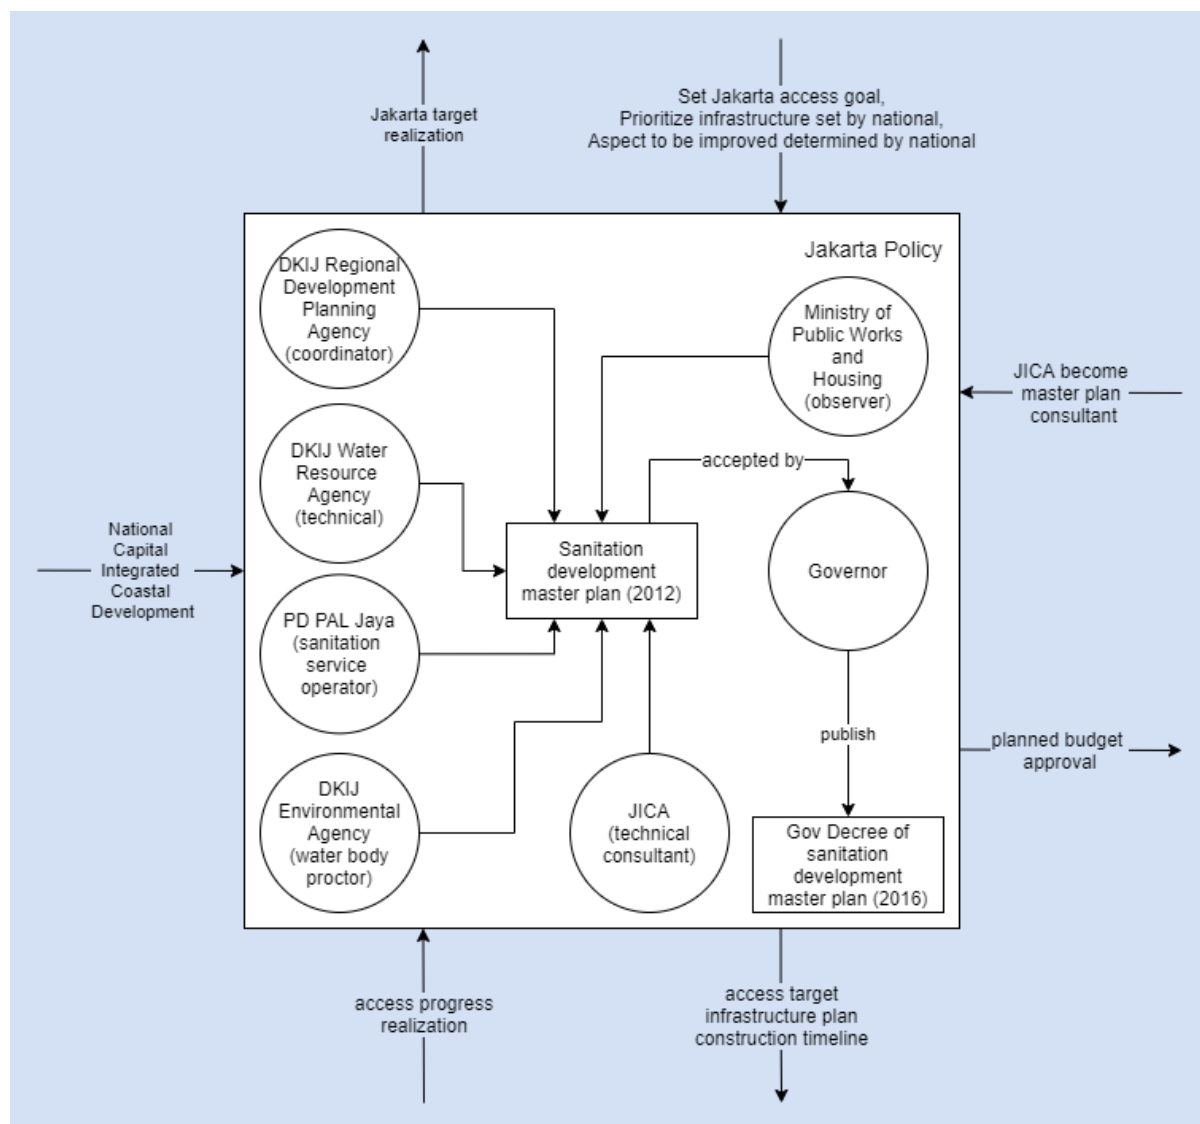 Jakarta target
realization
Set Jakarta access goal,
Prioritize infrastructure set by national,
Aspect to be improved determined by national
Jakarta Policy
DKIJ Regional
Development
Planning
Agency
(coordinator)
Ministry of
Public Works
and
Housing
(observer)
JICA become
master plan
consultant
DKIJ Water
Resource
Agency
(technical)
accepted by
National
Capital
Integrated
Coastal
Development
Sanitation
development
master plan (2012)
Governor
PD PAL Jaya
(sanitation
service
operator)
publish
planned budget
approval
DKIJ
Environmental
Agency
(water body
proctor)
JICA
(technical
consultant)
Gov Decree of
sanitation
development
master plan (2016)
access progress
realization
access target
infrastructure plan
construction timeline